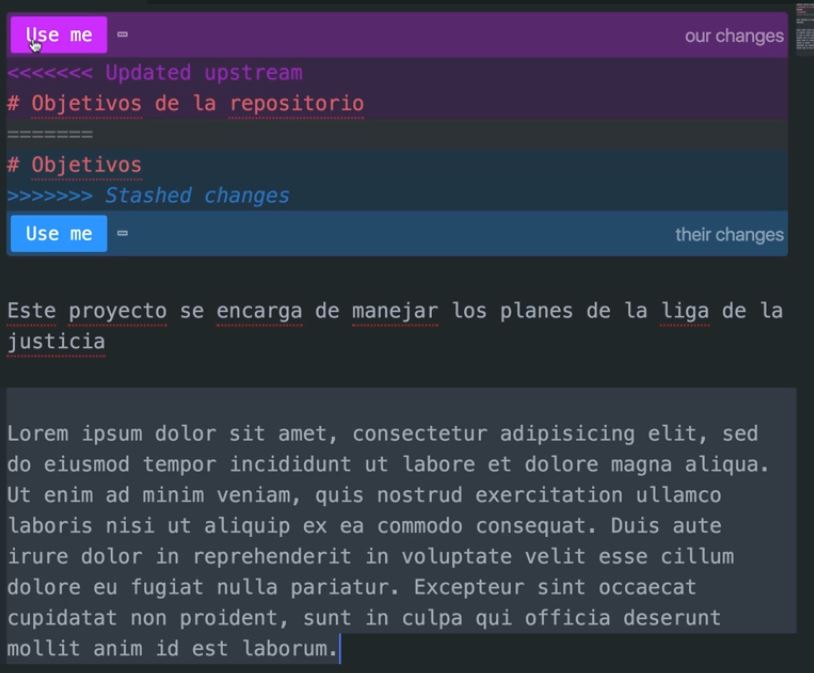 Use me our changes
<<<<<<< Updated upstream
# Objetivos de la repositorio
=======
# Objetivos
>>>>>>> Stashed changes
Use me their changes
Este proyecto se encarga de manejar los planes de la liga de la
justicia
Lorem ipsum dolor sit amet, consectetur adipisicing elit, sed
do eiusmod tempor incididunt ut labore et dolore magna aliqua.
Ut enim ad minim veniam, quis nostrud exercitation ullamco
laboris nisi ut aliquip ex ea commodo consequat. Duis aute
irure dolor in reprehenderit in voluptate velit esse cillum
dolore eu fugiat nulla pariatur. Excepteur sint occaecat
cupidatat non proident, sunt in culpa qui officia deserunt
mollit anim id est laborum.